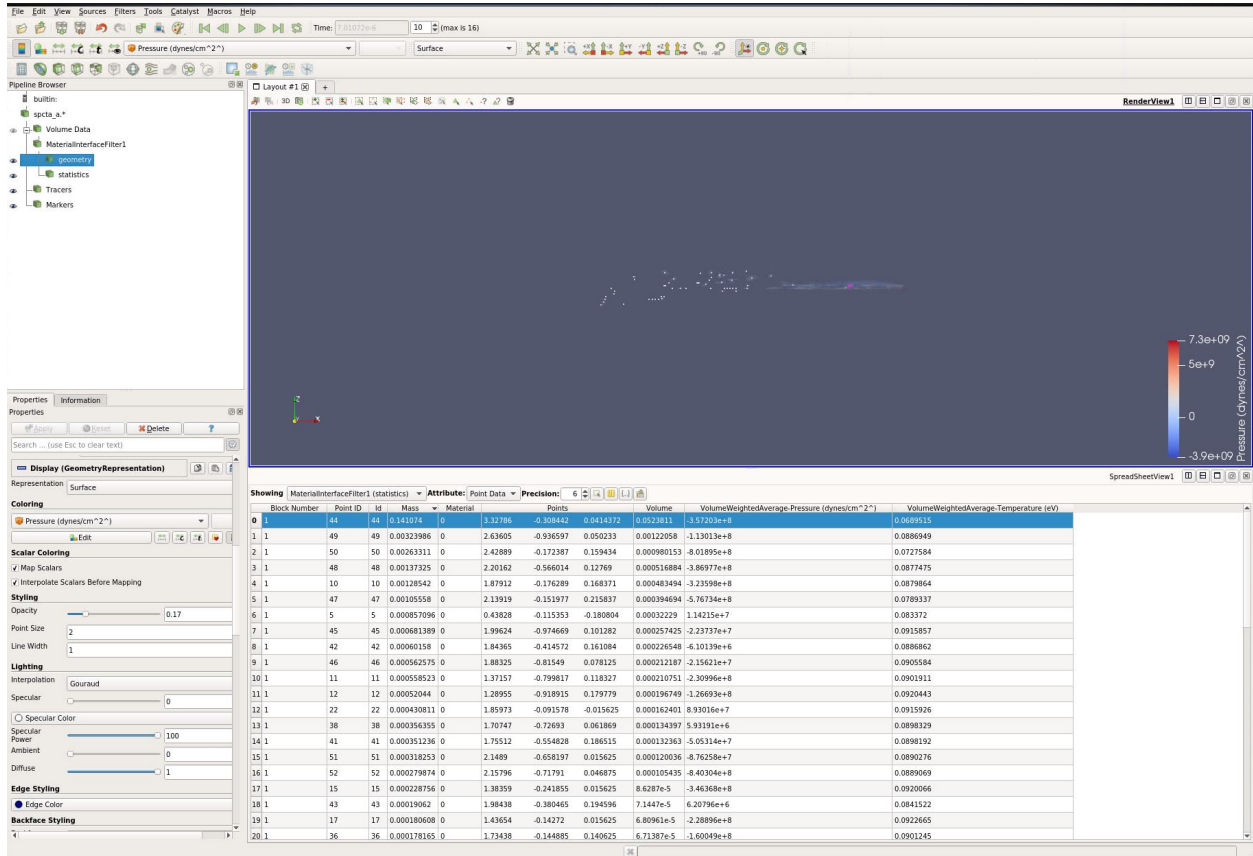 File Edit View Sources Filters Tools Catalyst Macros Help
Time: 7.01072e-6 10 (max is 16)
Pressure (dynes/cm^2^) Surface
Pipeline Browser
builtin:
spcta_a.*
Volume Data
MaterialInterfaceFilter1
geometry
statistics
Tracers
Markers
Layout #1 +
3D
RenderView1
7.3e+09
5e+9
0
-3.9e+09
Pressure (dynes/cm^2^)
Z
X
Properties Information
Properties
Apply Reset Delete ?
Search ... (use Esc to clear text)
Display (GeometryRepresentation)
Representation Surface
Coloring
Pressure (dynes/cm^2^)
Edit
Scalar Coloring
Map Scalars
Interpolate Scalars Before Mapping
Styling
Opacity 0.17
Point Size 2
Line Width 1
Lighting
Interpolation Gouraud
Specular 0
Specular Color
Specular Power 100
Ambient 0
Diffuse 1
Edge Styling
Edge Color
Backface Styling
SpreadSheetView1
Showing MaterialInterfaceFilter1 (statistics) Attribute: Point Data Precision: 6
Block Number Point ID Id Mass Material Points Volume VolumeWeightedAverage-Pressure (dynes/cm^2^) VolumeWeightedAverage-Temperature (eV)
0 1 44 44 0.141074 0 3.32786 -0.308442 0.0414372 0.0523811 -3.57203e+8 0.0689515
1 1 49 49 0.00323986 0 2.63605 -0.936597 0.050233 0.00122058 -1.13013e+8 0.0886949
2 1 50 50 0.00263311 0 2.42889 -0.172387 0.159434 0.000980153 -8.01895e+8 0.0727584
3 1 48 48 0.00137325 0 2.20162 -0.566014 0.12769 0.000516884 -3.86977e+8 0.0877475
4 1 10 10 0.00128542 0 1.87912 -0.176289 0.168371 0.000483494 -3.23598e+8 0.0879864
5 1 47 47 0.00105558 0 2.13919 -0.151977 0.215837 0.000394694 -5.76734e+8 0.0789337
6 1 5 5 0.000857096 0 0.43828 -0.115353 -0.180804 0.00032229 1.14215e+7 0.083372
7 1 45 45 0.000681389 0 1.99624 -0.974669 0.101282 0.000257425 -2.23737e+7 0.0915857
8 1 42 42 0.00060158 0 1.84365 -0.414572 0.161084 0.000226548 -6.10139e+6 0.0886862
9 1 46 46 0.000562575 0 1.88325 -0.81549 0.078125 0.000212187 -2.15621e+7 0.0905584
10 1 11 11 0.000558523 0 1.37157 -0.799817 0.118327 0.000210751 -2.30996e+8 0.0901911
11 1 12 12 0.00052044 0 1.28955 -0.918915 0.179779 0.000196749 -1.26693e+8 0.0920443
12 1 22 22 0.000430811 0 1.85973 -0.091578 -0.015625 0.000162401 8.93016e+7 0.0915926
13 1 38 38 0.000356355 0 1.70747 -0.72693 0.061869 0.000134397 5.93191e+6 0.0898329
14 1 41 41 0.000351236 0 1.75512 -0.554828 0.186515 0.000132363 -5.05314e+7 0.0898192
15 1 51 51 0.000318253 0 2.1489 -0.658197 0.015625 0.000120036 -8.76258e+7 0.0890276
16 1 52 52 0.000279874 0 2.15796 -0.71791 0.046875 0.000105435 -8.40304e+8 0.0889069
17 1 15 15 0.000228756 0 1.38359 -0.241855 0.015625 8.6287e-5 -3.46368e+8 0.0920066
18 1 43 43 0.00019062 0 1.98438 -0.380465 0.194596 7.1447e-5 6.20796e+6 0.0841522
19 1 17 17 0.000180608 0 1.43654 -0.14272 0.015625 6.80961e-5 -2.28896e+8 0.0922665
20 1 36 36 0.000178165 0 1.73438 -0.144885 0.140625 6.71387e-5 -1.60049e+8 0.0901245